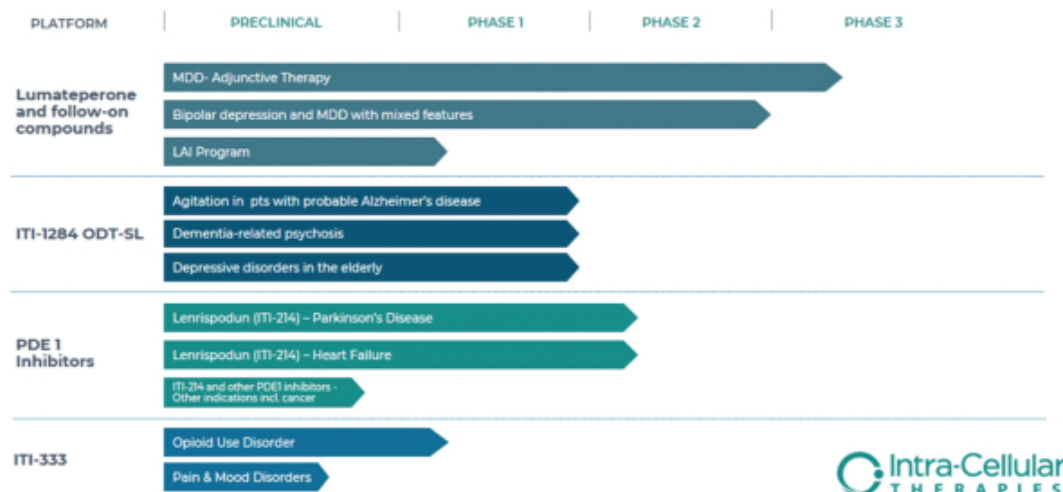 PLATFORM PRECLINICAL PHASE 1 PHASE 2 PHASE 3
Lumateperone
and follow-on
compounds
MDD- Adjunctive Therapy
Bipolar depression and MDD with mixed features
LAI Program
ITI-1284 ODT-SL
Agitation in pts with probable Alzheimer's disease
Dementia-related psychosis
Depressive disorders in the elderly
PDE 1
Inhibitors
Lenrispodun (ITI-214) – Parkinson's Disease
Lenrispodun (ITI-214) – Heart Failure
ITI-214 and other PDE1 inhibitors -
Other indications incl. cancer
ITI-333
Opioid Use Disorder
Pain & Mood Disorders
Intra-Cellular
THERAPIES